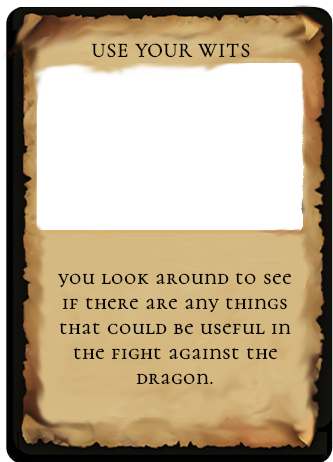 USE YOUR WITS
you look around to see
if there are any things
that could be useful in
the fight against the
dragon.